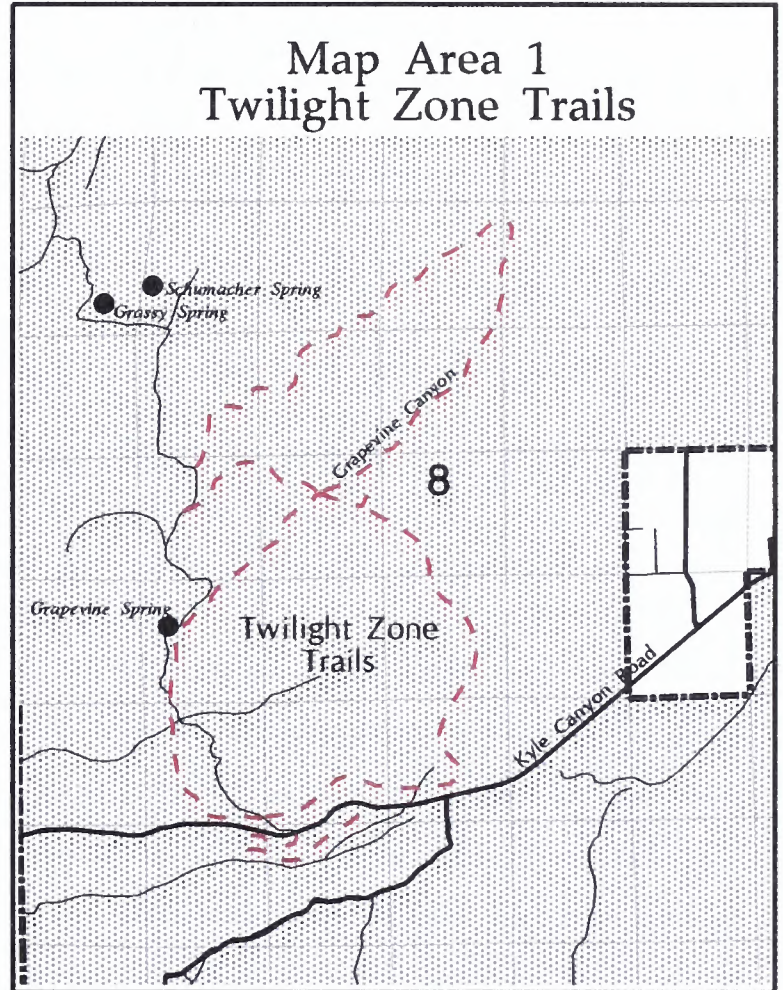 Map Area 1
Twilight Zone Trails
Schumacher Spring
Grassy Spring
Grapevine Canyon
8
Grapevine Spring
Twilight Zone
Trails
Kyle Canyon Road